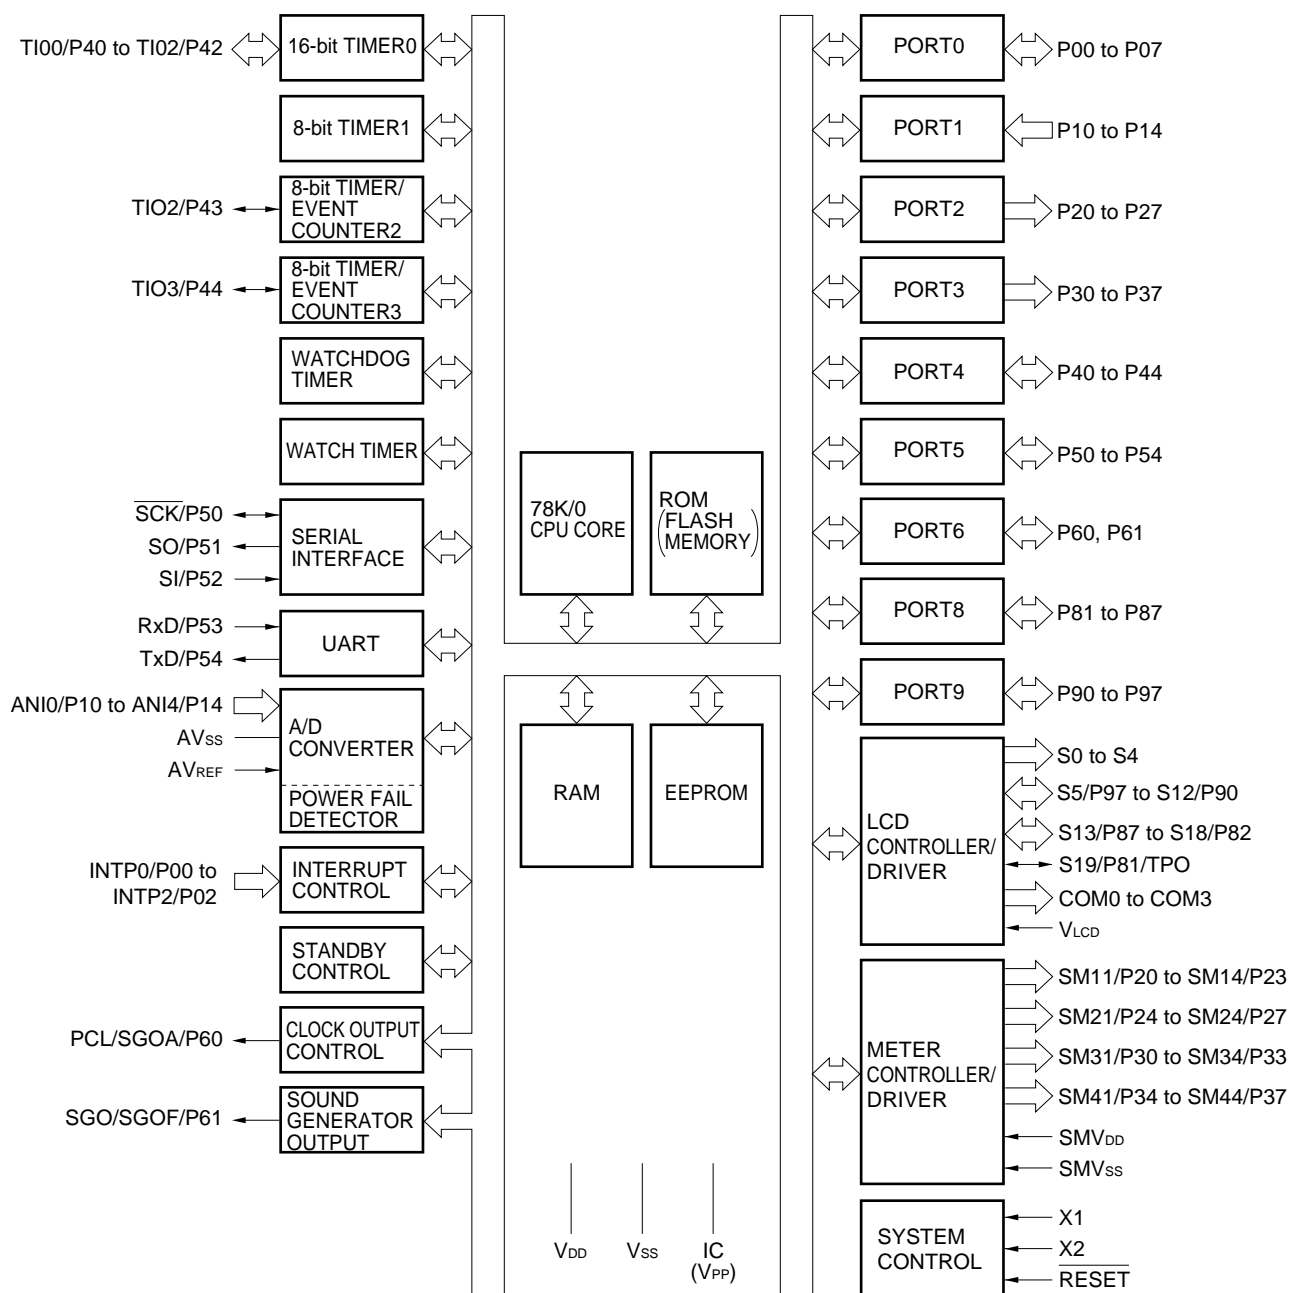 TI00/P40 to TI02/P42
16-bit TIMER0
8-bit TIMER1
TIO2/P43
8-bit TIMER/
EVENT
COUNTER2
TIO3/P44
8-bit TIMER/
EVENT
COUNTER3
WATCHDOG
TIMER
WATCH TIMER
SCK/P50
SO/P51
SI/P52
SERIAL
INTERFACE
RxD/P53
TxD/P54
UART
ANI0/P10 to ANI4/P14
AVSS
AVREF
A/D
CONVERTER
POWER FAIL
DETECTOR
INTP0/P00 to
INTP2/P02
INTERRUPT
CONTROL
STANDBY
CONTROL
PCL/SGOA/P60
CLOCK OUTPUT
CONTROL
SGO/SGOF/P61
SOUND
GENERATOR
OUTPUT
78K/0
CPU CORE
ROM
(FLASH
MEMORY)
RAM
EEPROM
VDD
VSS
IC
(VPP)
PORT0
P00 to P07
PORT1
P10 to P14
PORT2
P20 to P27
PORT3
P30 to P37
PORT4
P40 to P44
PORT5
P50 to P54
PORT6
P60, P61
PORT8
P81 to P87
PORT9
P90 to P97
LCD
CONTROLLER/
DRIVER
S0 to S4
S5/P97 to S12/P90
S13/P87 to S18/P82
S19/P81/TPO
COM0 to COM3
VLCD
METER
CONTROLLER/
DRIVER
SM11/P20 to SM14/P23
SM21/P24 to SM24/P27
SM31/P30 to SM34/P33
SM41/P34 to SM44/P37
SMVDD
SMVSS
SYSTEM
CONTROL
X1
X2
RESET